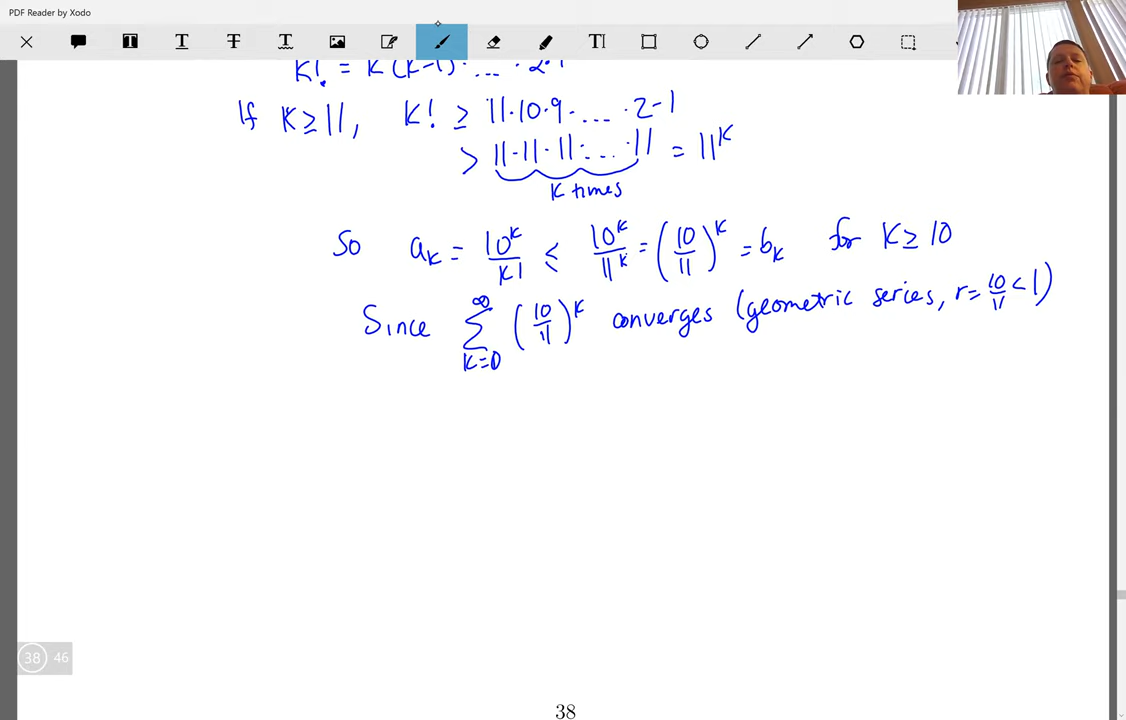 PDF Reader by Xodo
K! = K(K-1)· ... ·2·1
If K ≥ 11, K! ≥ 11·10·9· ... ·2-1
> 11·11·11· ... ·11 = 11^K
K times
So a_K = 10^K/K! ≤ 10^K/11^K = (10/11)^K = b_K for K ≥ 10
Since ∑_{K=0}^∞ (10/11)^K converges (geometric series, r = 10/11 < 1)
38 46
38